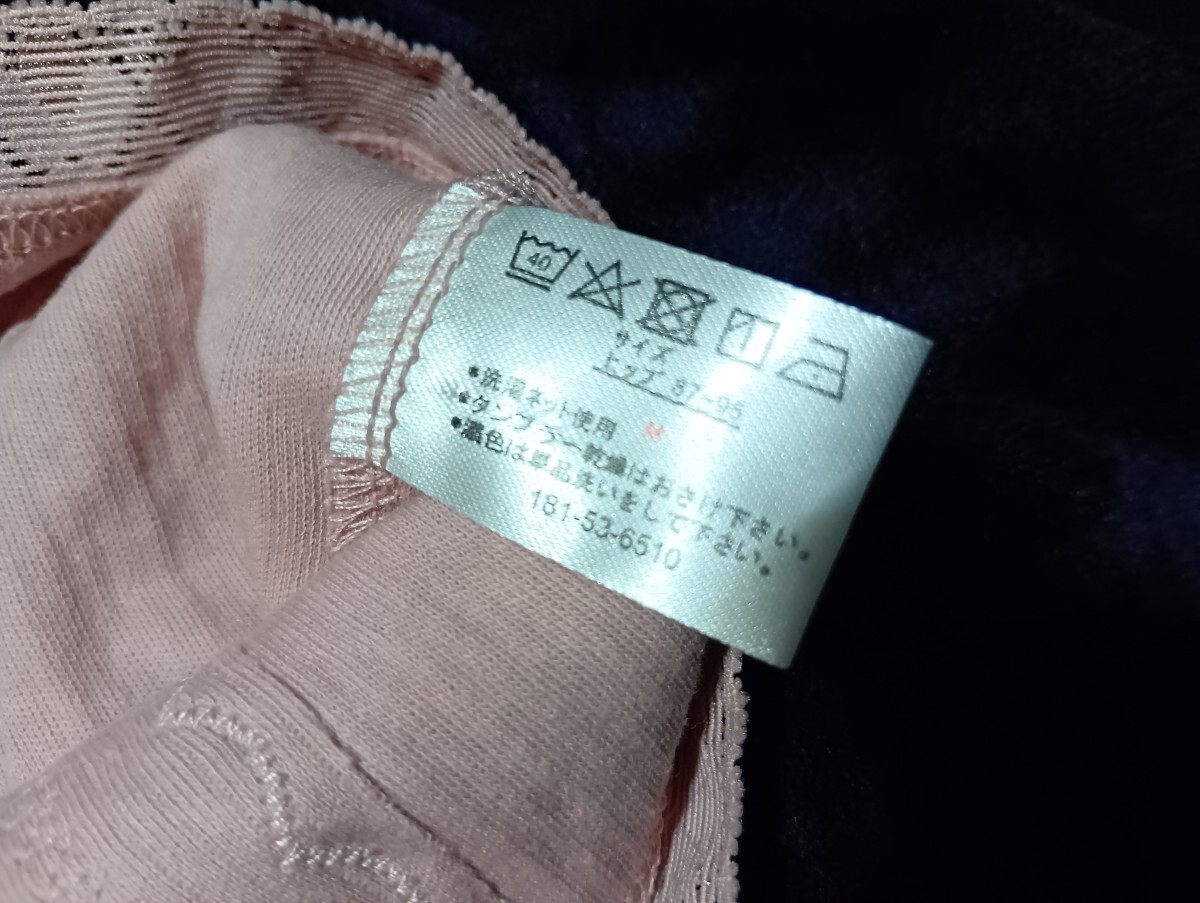 40
サイズ
トップ 87-95
●洗濯ネット使用 M
●タンブラー乾燥はおさけ下さい。
●濃色は単品洗いをして下さい。
181-53-6510